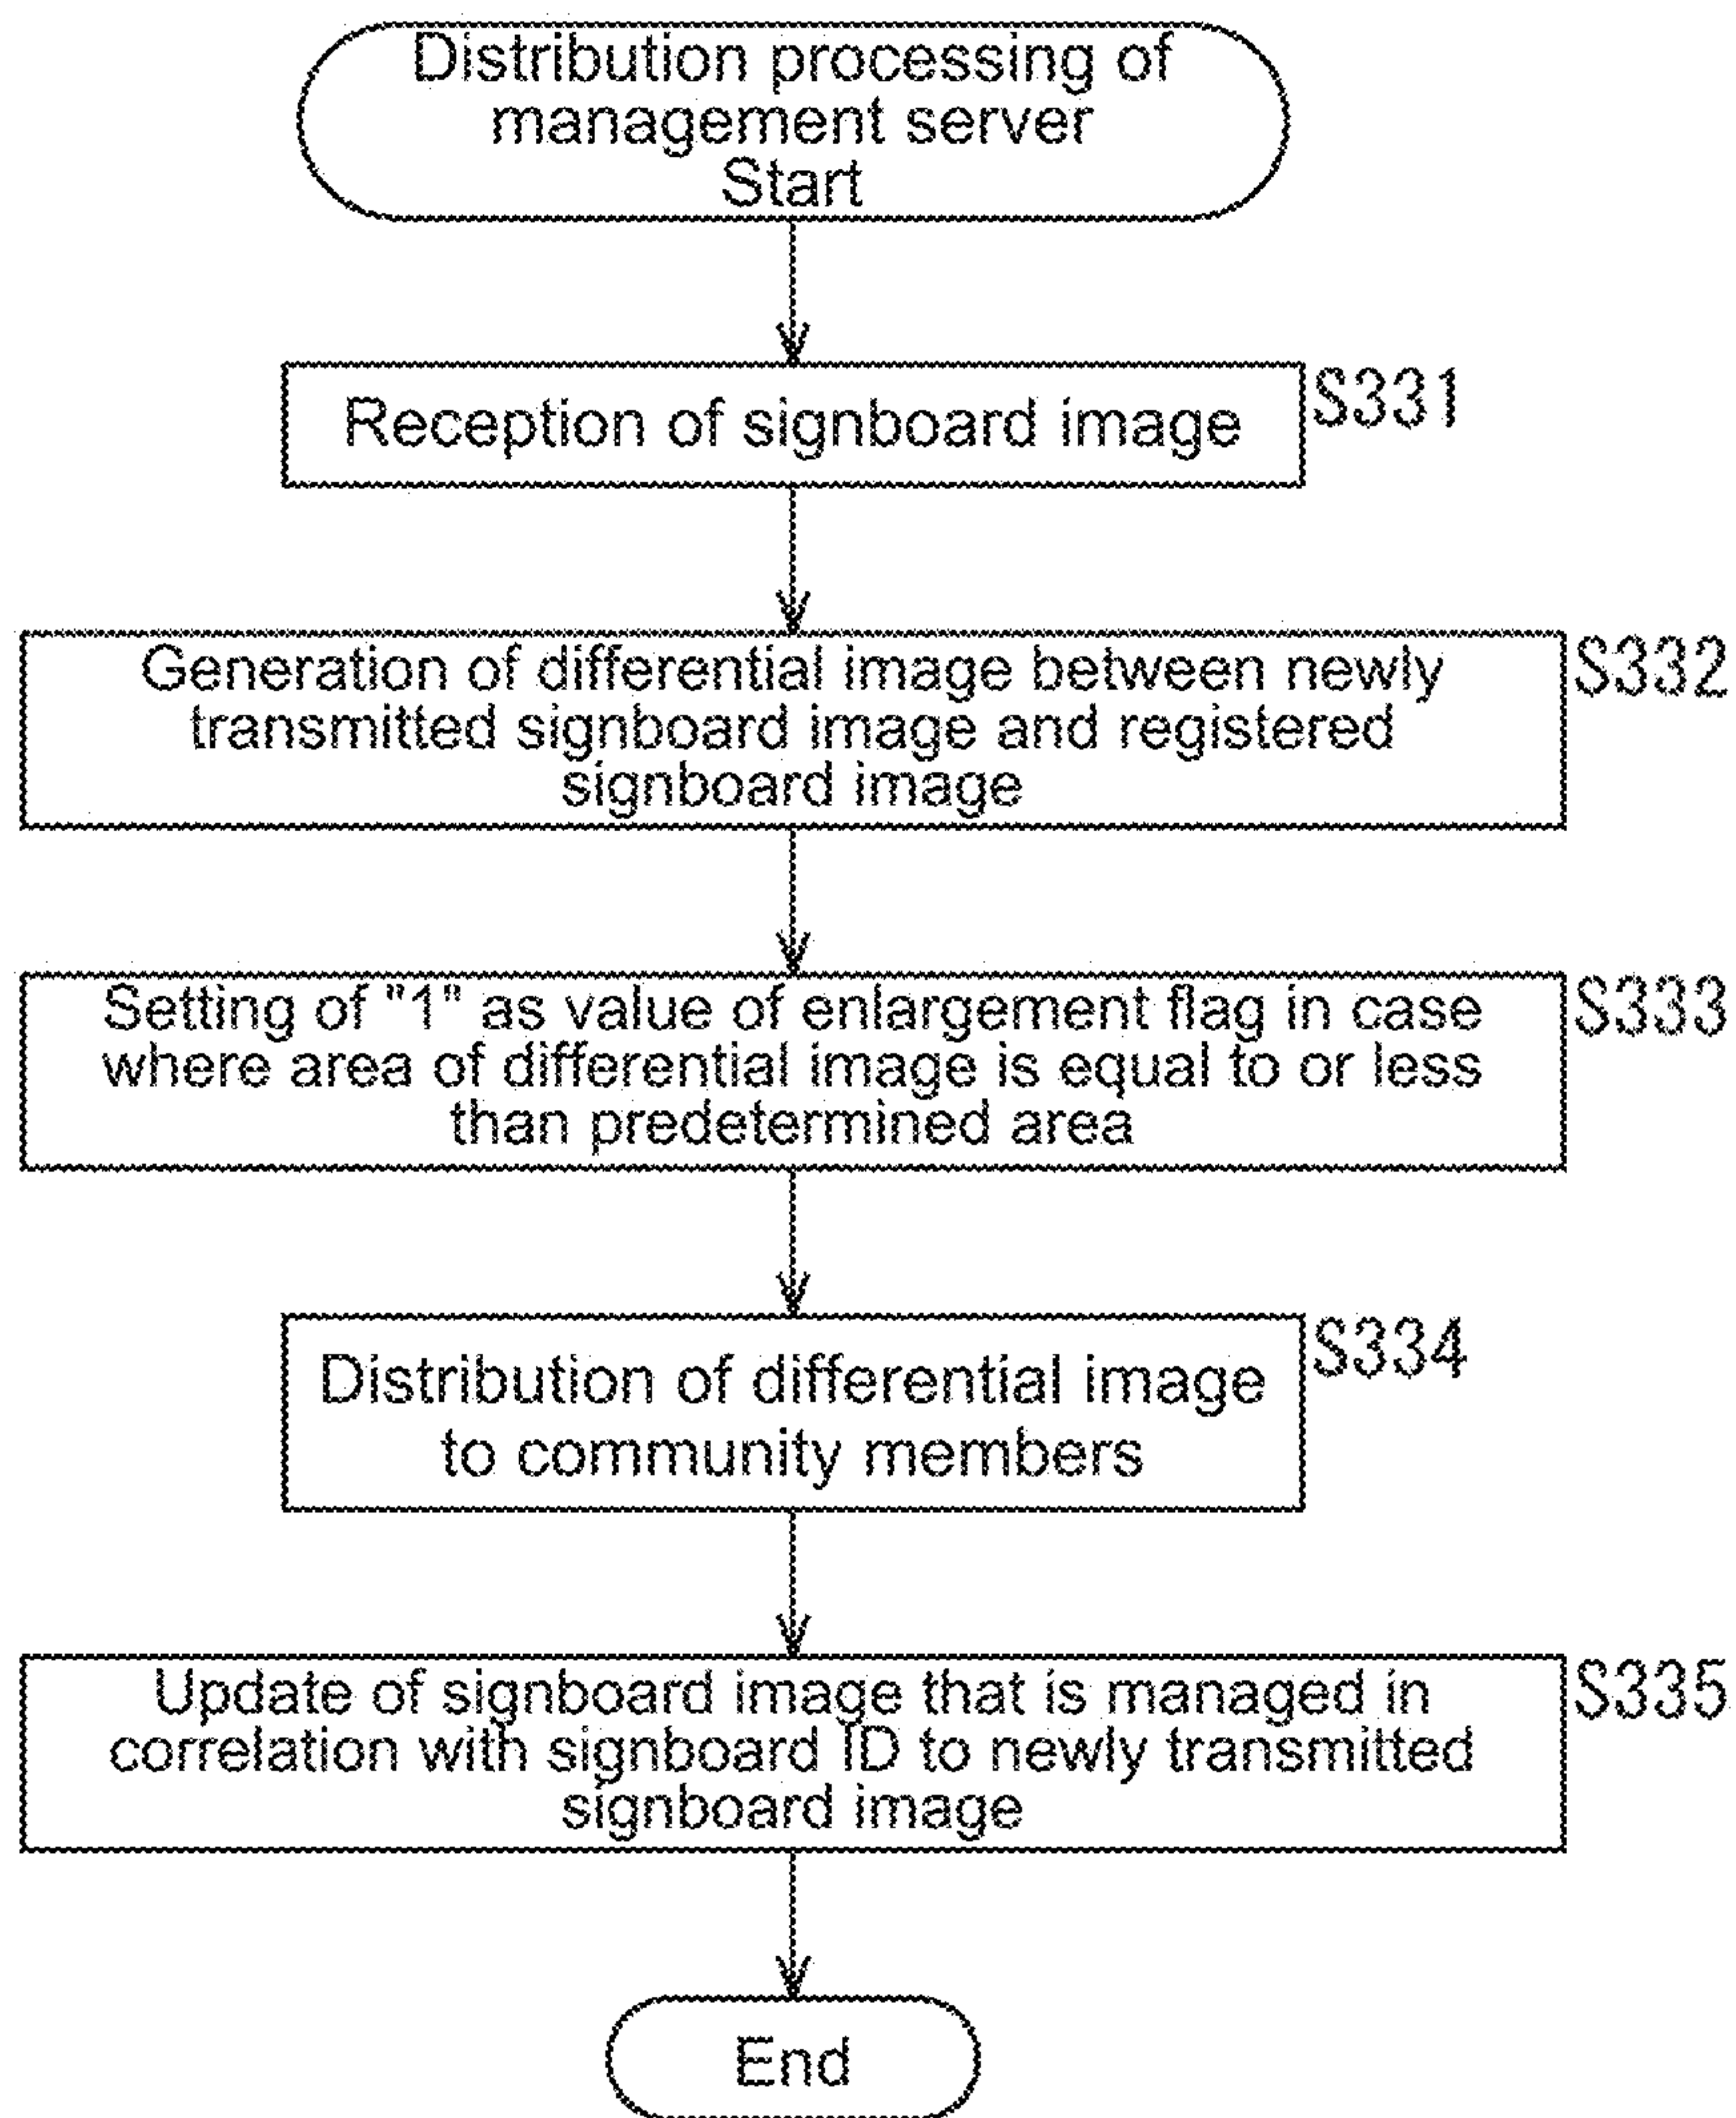 Distribution processing of
management server
Start
Reception of signboard image
S331
Generation of differential image between newly
transmitted signboard image and registered
signboard image
S332
Setting of "1" as value of enlargement flag in case
where area of differential image is equal to or less
than predetermined area
S333
Distribution of differential image
to community members
S334
Update of signboard image that is managed in
correlation with signboard ID to newly transmitted
signboard image
S335
End